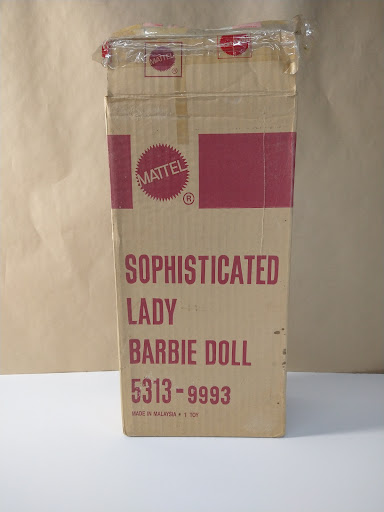 MATTEL
®
MATTEL
®
SOPHISTICATED
LADY
BARBIE DOLL
5313-9993
MADE IN MALAYSIA • 1 TOY